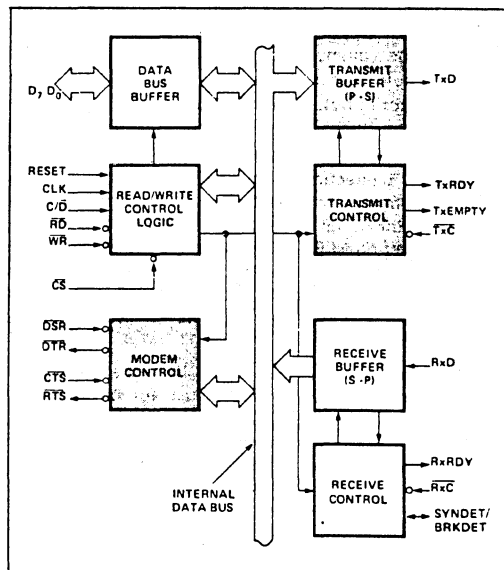 DATA
BUS
BUFFER
D₇ D₀
TRANSMIT
BUFFER
(P - S)
TxD
RESET
CLK
C/D̅
R̅D̅
W̅R̅
READ/WRITE
CONTROL
LOGIC
C̅S̅
TRANSMIT
CONTROL
TxRDY
TxEMPTY
T̅x̅C̅
D̅S̅R̅
D̅T̅R̅
C̅T̅S̅
R̅T̅S̅
MODEM
CONTROL
RECEIVE
BUFFER
(S - P)
RxD
INTERNAL
DATA BUS
RECEIVE
CONTROL
RxRDY
R̅x̅C̅
SYNDET/
BRKDET